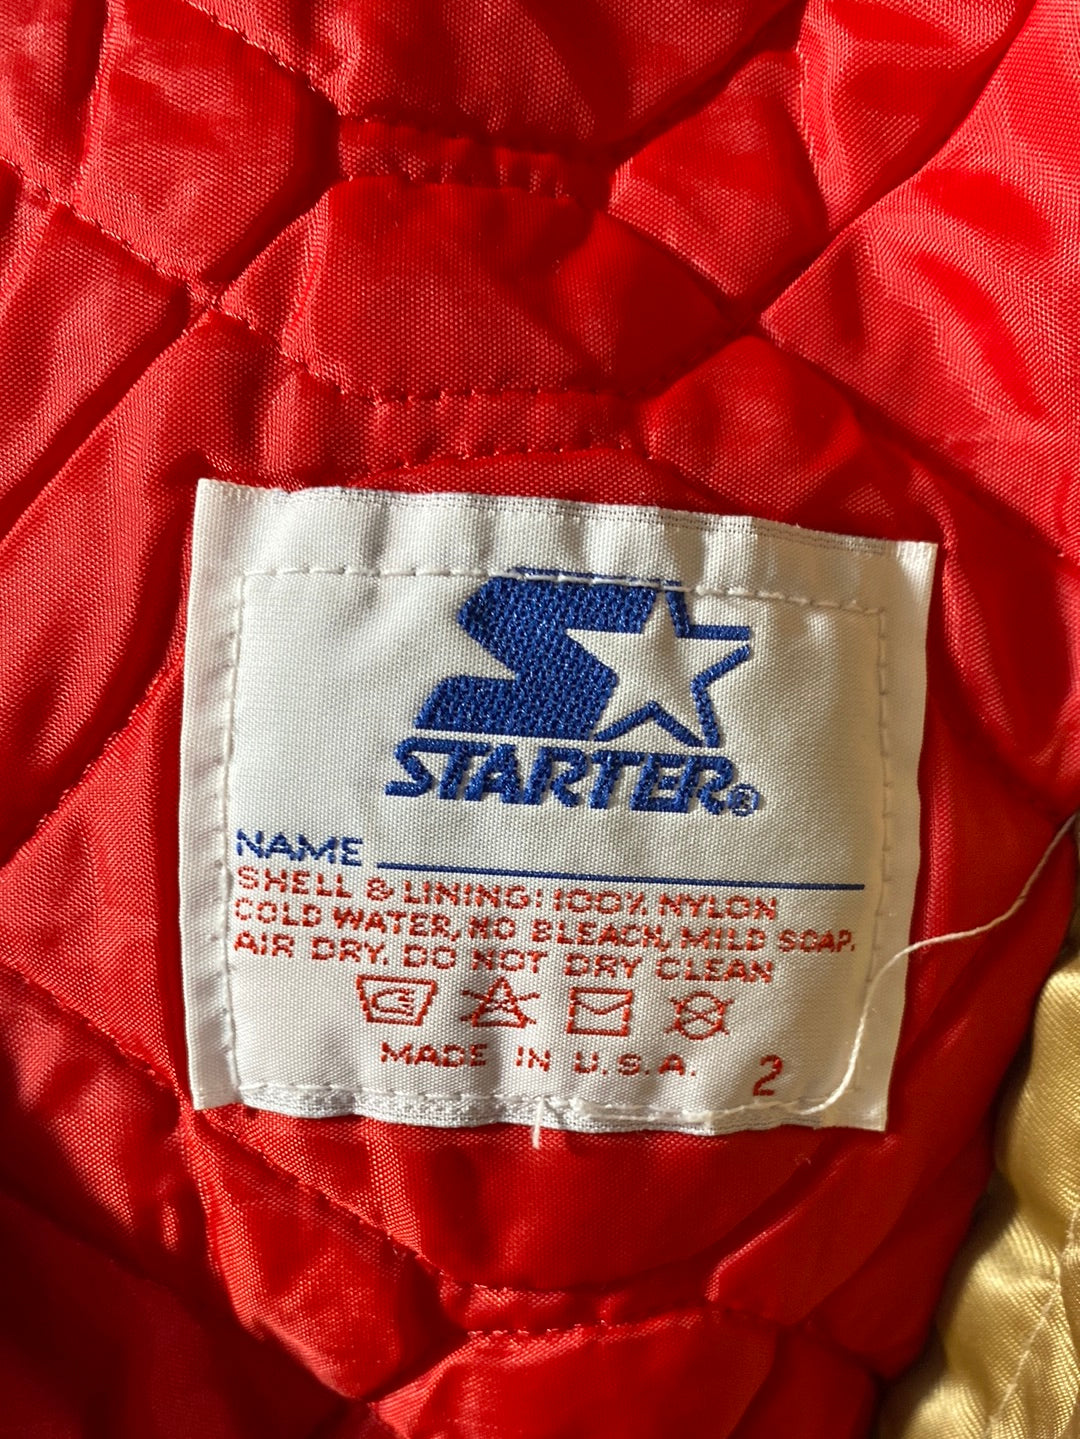 STARTER®
NAME
SHELL & LINING: 100% NYLON
COLD WATER, NO BLEACH, MILD SOAP.
AIR DRY. DO NOT DRY CLEAN
MADE IN U.S.A. 2